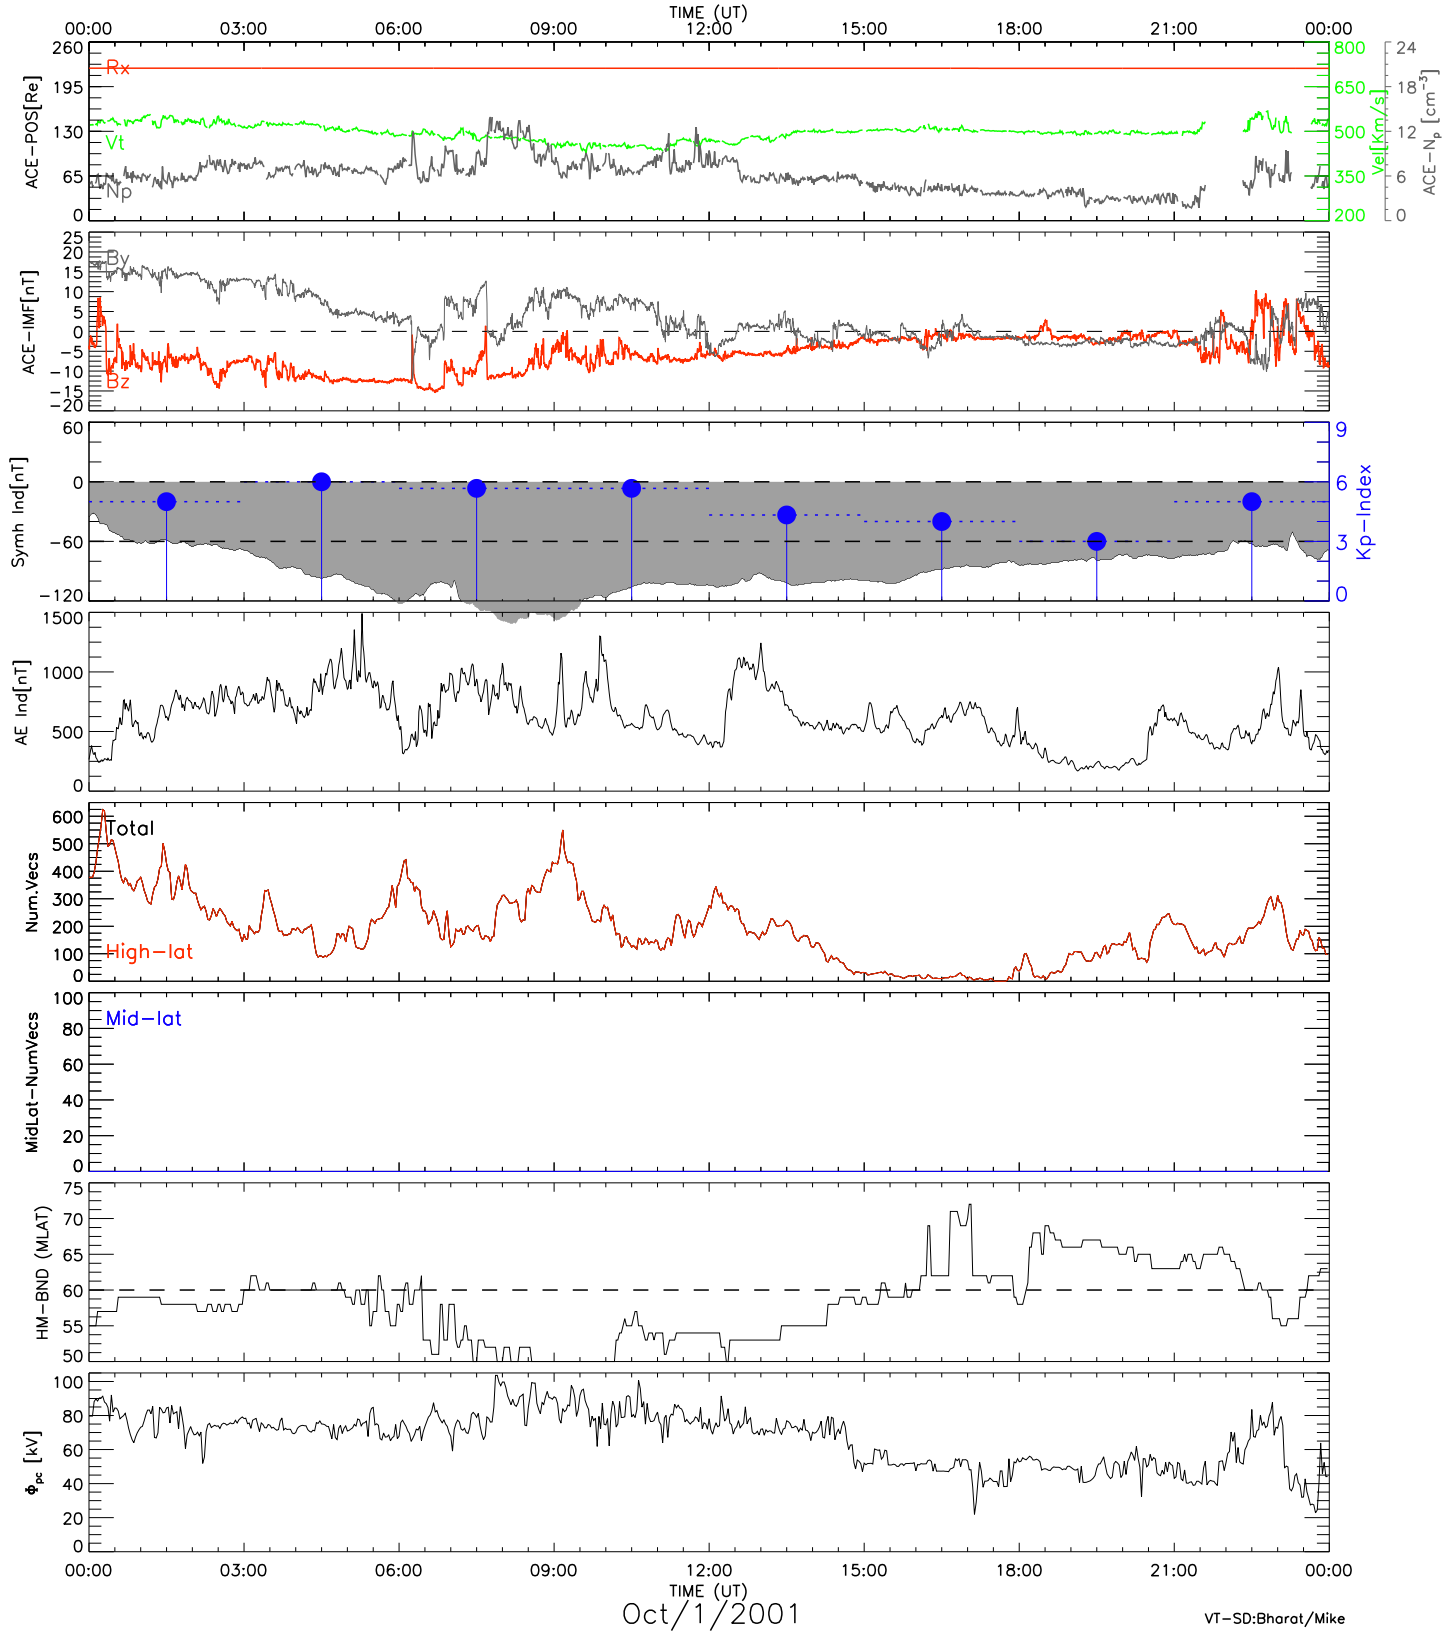 TIME (UT)
00:00 03:00 06:00 09:00 12:00 15:00 18:00 21:00 00:00
ACE-POS[Re]
260
195
130
65
0
Rx
Vt
Np
800
650
500
350
200
Vel[Km/s]
24
18
12
6
0
ACE-Np [cm-3]
ACE-IMF[nT]
25
20
15
10
5
0
-5
-10
-15
-20
By
Bz
Symh Ind[nT]
60
0
-60
-120
9
6
3
0
Kp-Index
AE Ind[nT]
1500
1000
500
0
Num.Vecs
600
500
400
300
200
100
0
Total
High-lat
MidLat-NumVecs
100
80
60
40
20
0
Mid-lat
HM-BND (MLAT)
75
70
65
60
55
50
Φpc [kV]
100
80
60
40
20
0
00:00 03:00 06:00 09:00 12:00 15:00 18:00 21:00 00:00
TIME (UT)
Oct/1/2001
VT-SD:Bharat/Mike